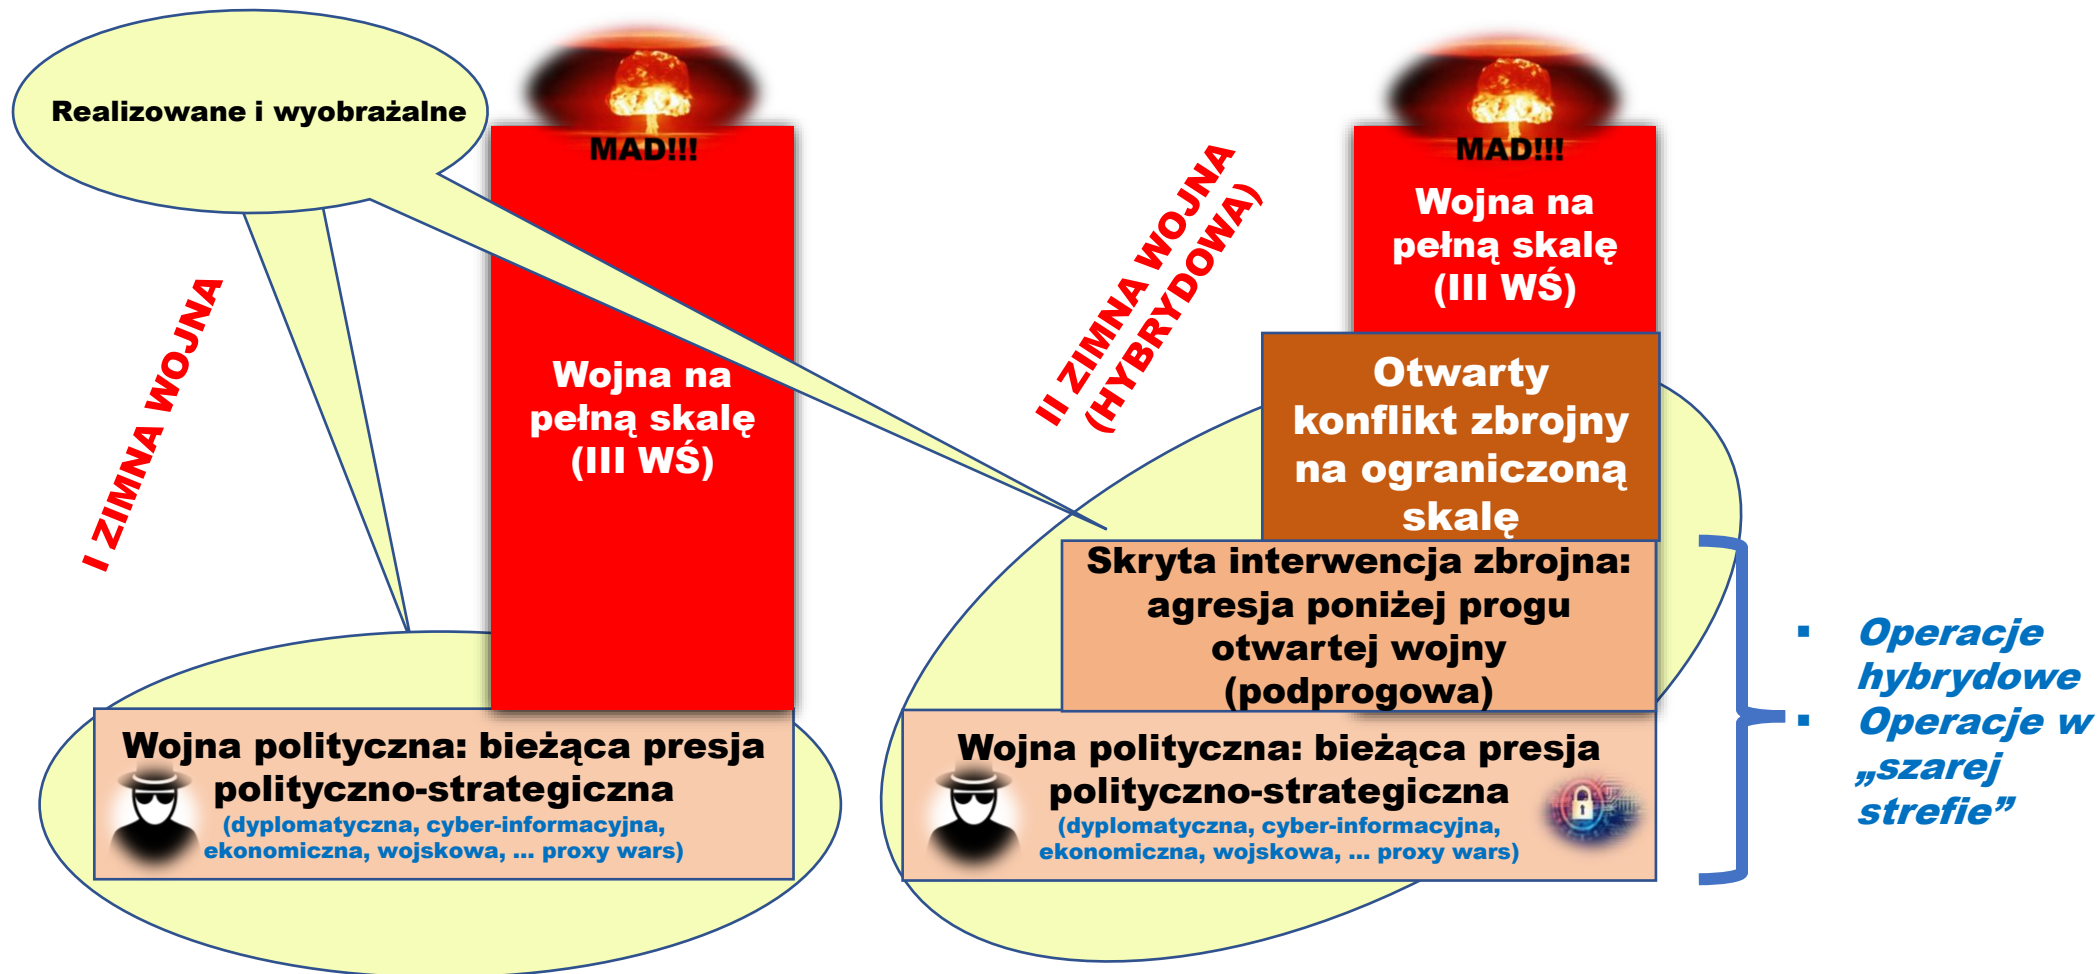 Realizowane i wyobrażalne
I ZIMNA WOJNA
MAD!!!
Wojna na
pełną skalę
(III WŚ)
Wojna polityczna: bieżąca presja
polityczno-strategiczna
(dyplomatyczna, cyber-informacyjna,
ekonomiczna, wojskowa, ... proxy wars)
II ZIMNA WOJNA
(HYBRYDOWA)
MAD!!!
Wojna na
pełną skalę
(III WŚ)
Otwarty
konflikt zbrojny
na ograniczoną
skalę
Skryta interwencja zbrojna:
agresja poniżej progu
otwartej wojny
(podprogowa)
Wojna polityczna: bieżąca presja
polityczno-strategiczna
(dyplomatyczna, cyber-informacyjna,
ekonomiczna, wojskowa, ... proxy wars)
▪ Operacje
hybrydowe
▪ Operacje w
„szarej
strefie”